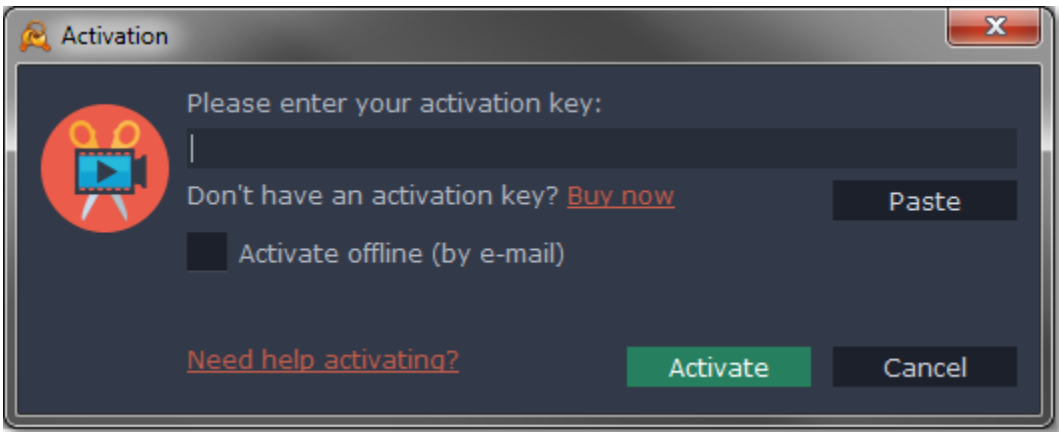 Activation
Please enter your activation key:
Don't have an activation key? Buy now
Paste
Activate offline (by e-mail)
Need help activating?
Activate
Cancel